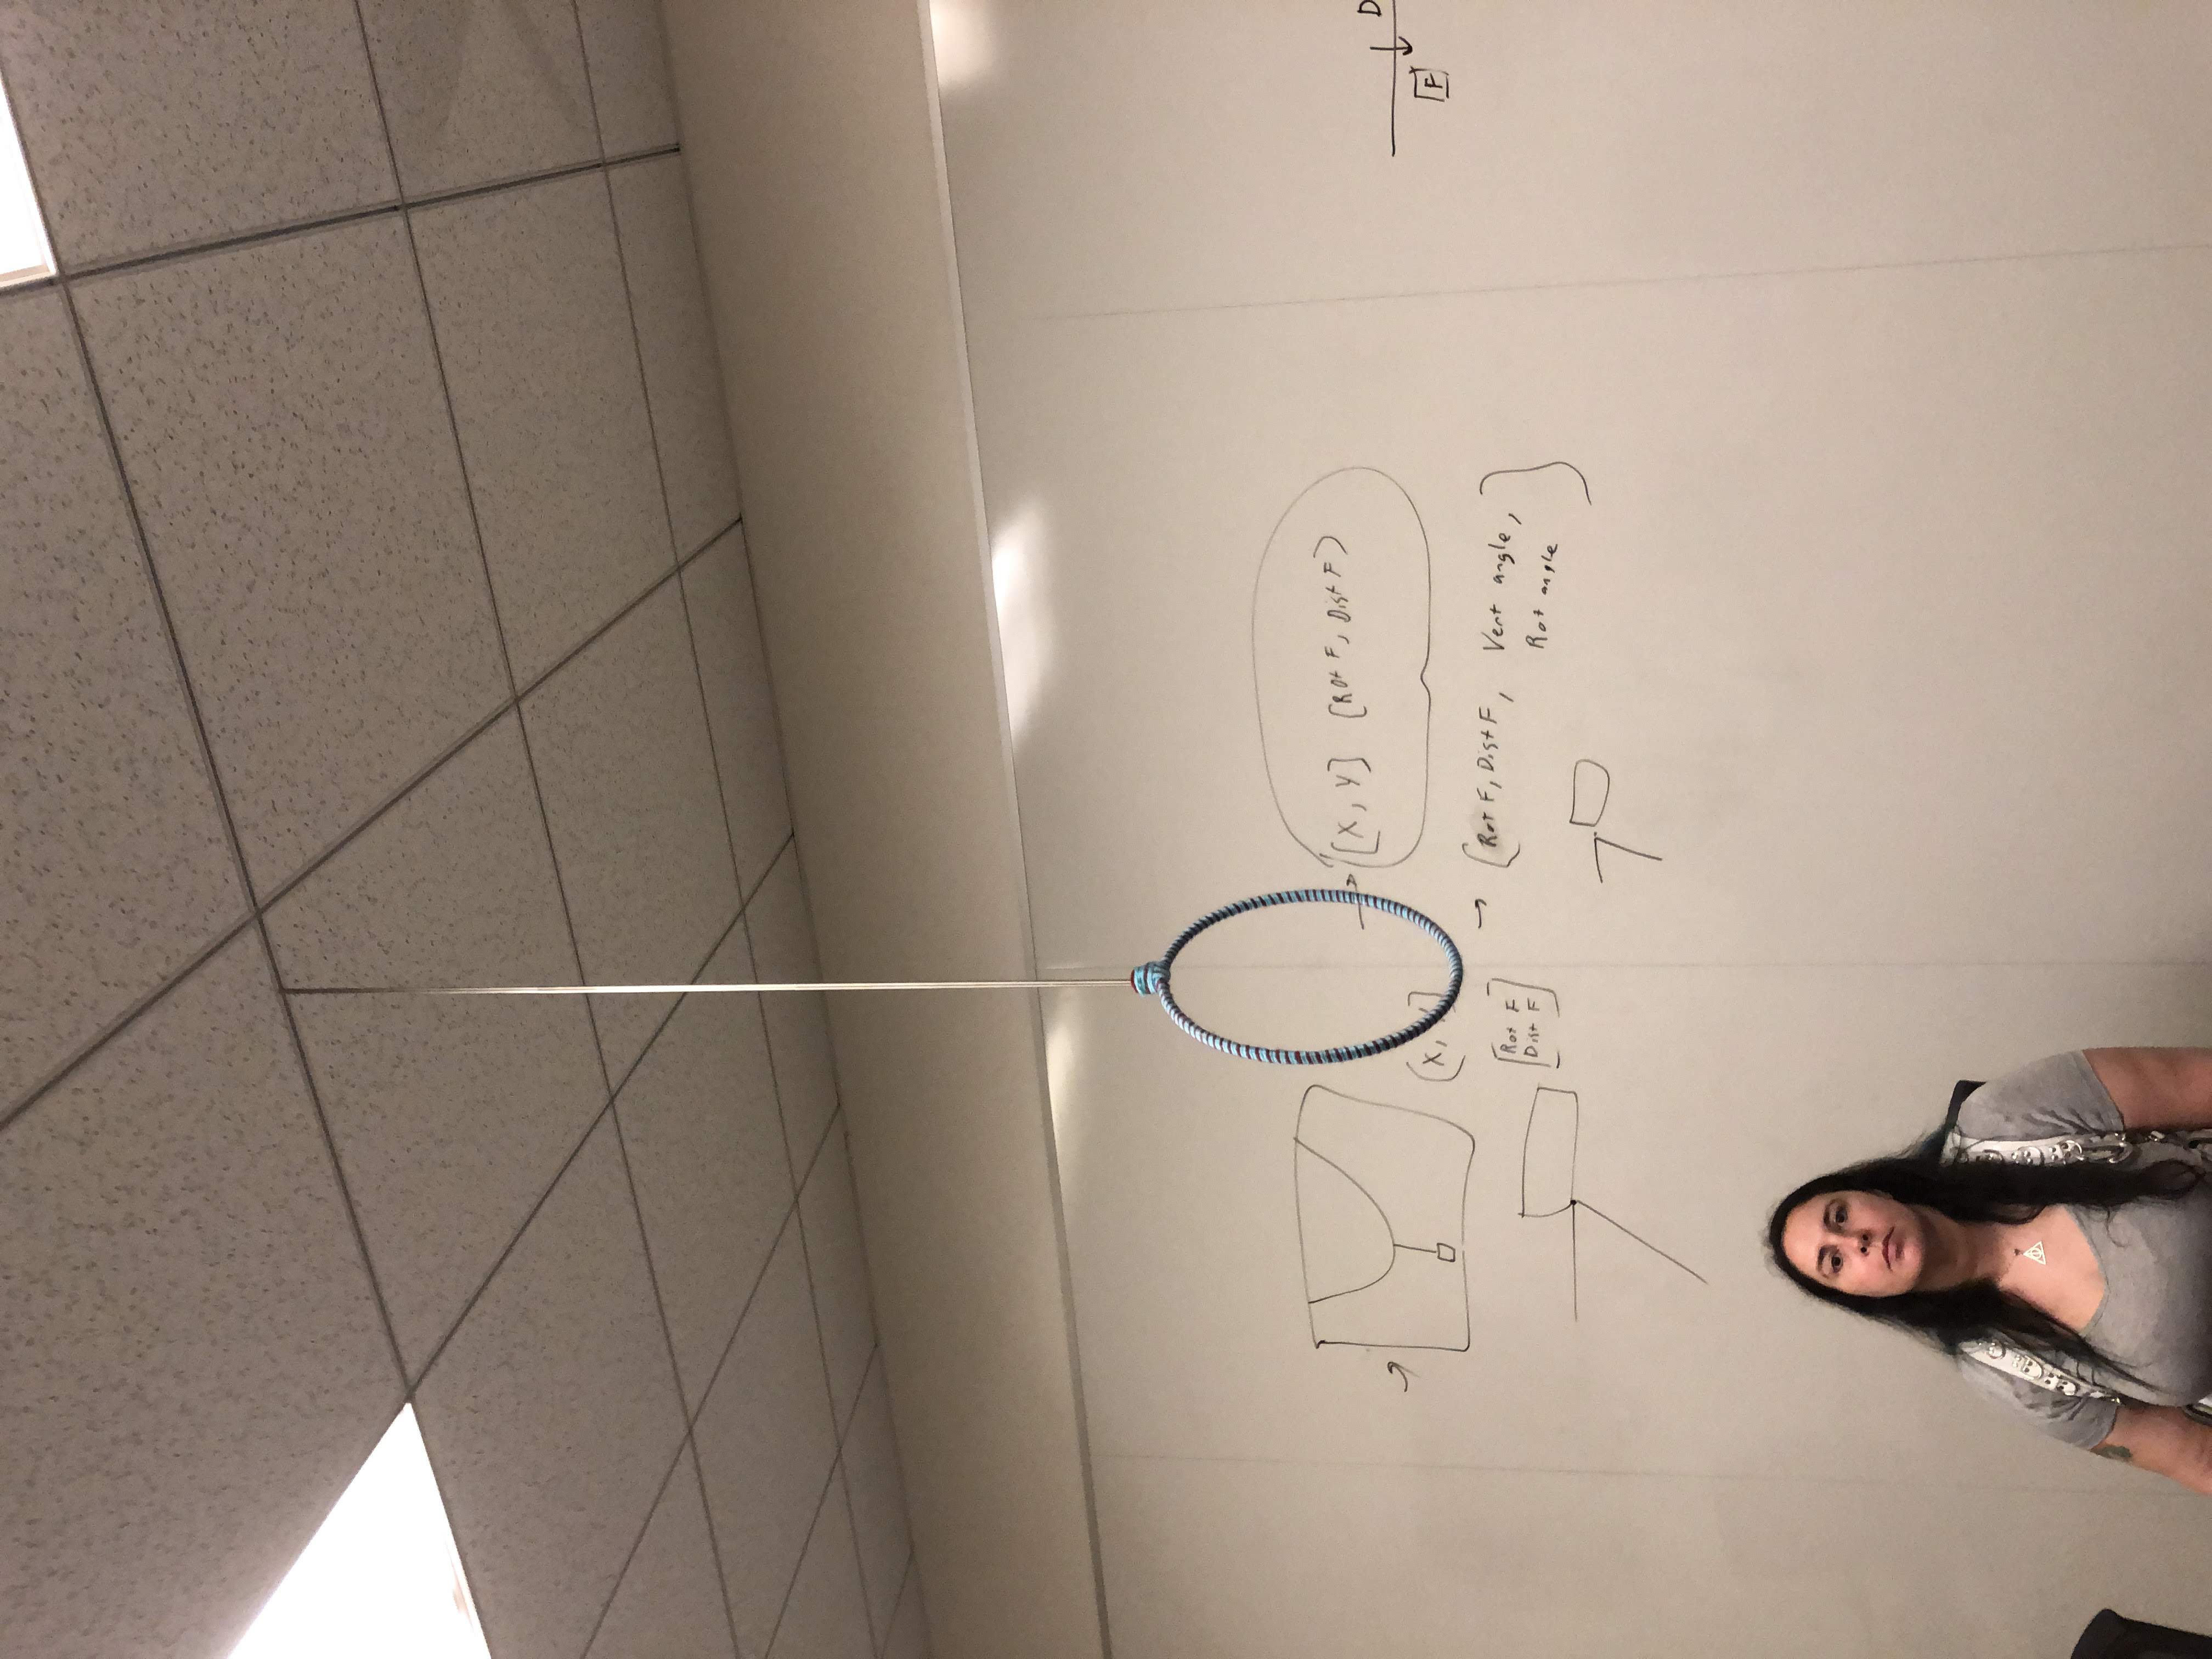 [X, Y] (Rot F, Dist F)
(X, Y]
[Rot F
Dist F]
(Rot F, Dist F, Vert angle,
Rot angle)
D
F